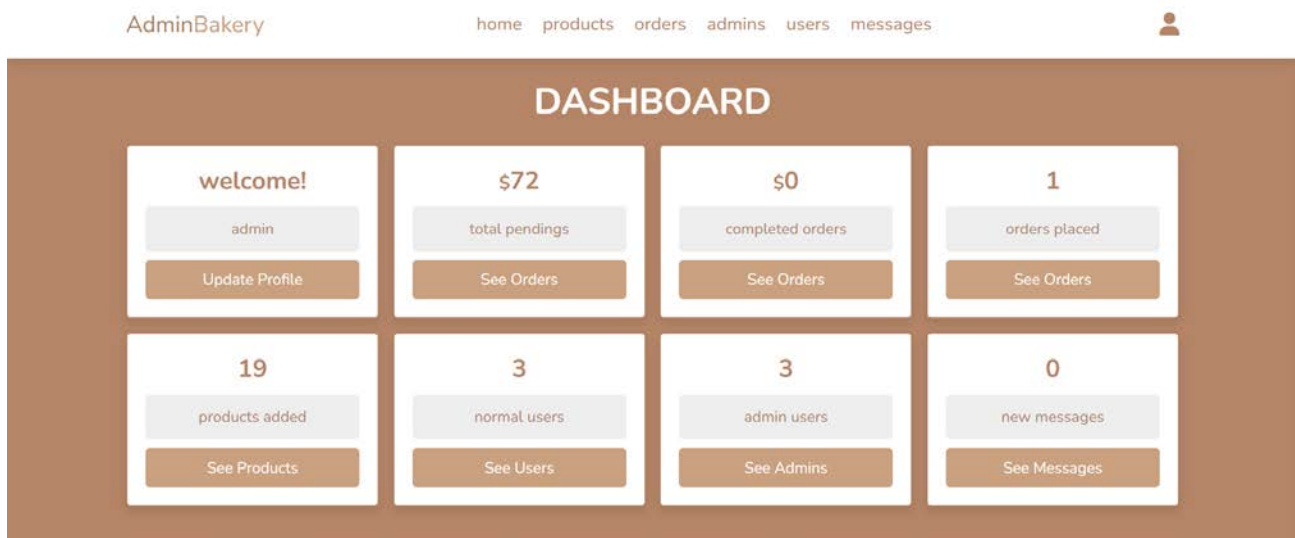 AdminBakery
home products orders admins users messages
DASHBOARD
welcome!
admin
Update Profile
$72
total pendings
See Orders
$0
completed orders
See Orders
1
orders placed
See Orders
19
products added
See Products
3
normal users
See Users
3
admin users
See Admins
0
new messages
See Messages